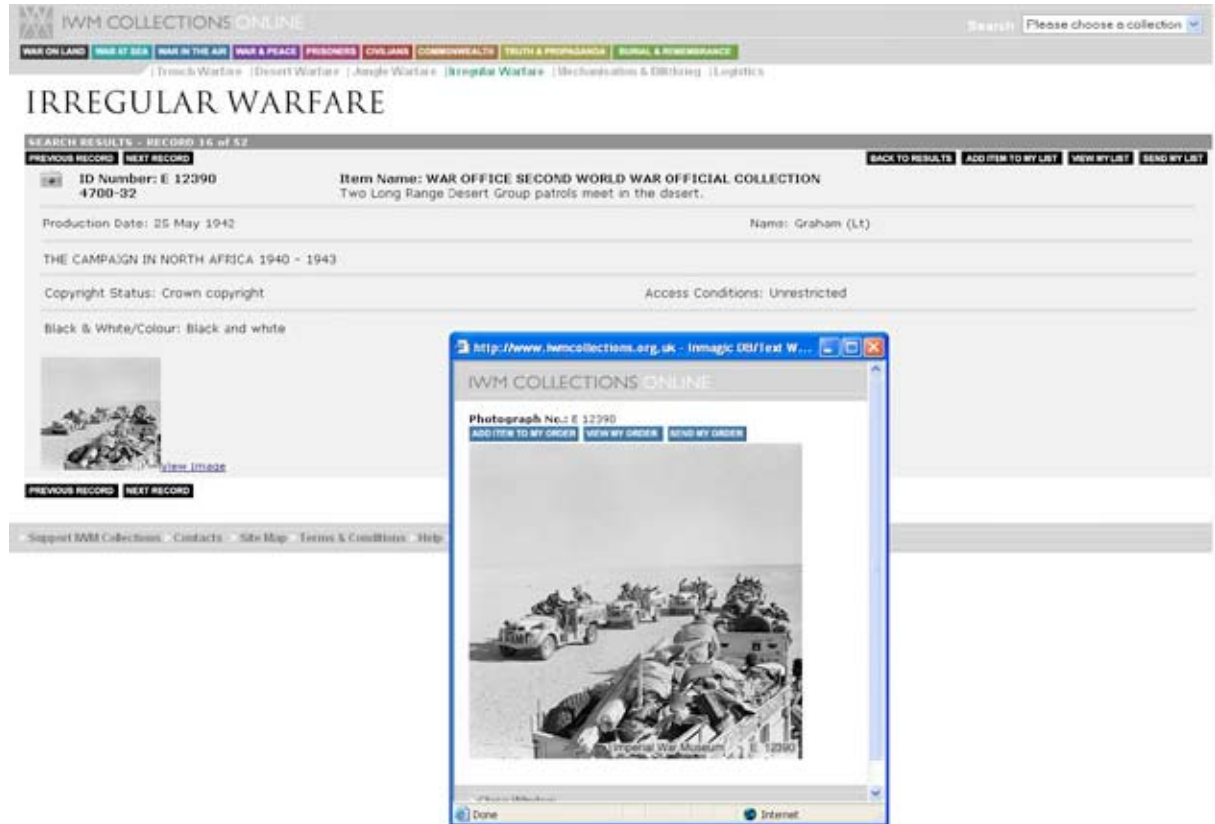 IWM COLLECTIONS ONLINE
Search Please choose a collection
WAR ON LAND WAR AT SEA WAR IN THE AIR WAR & PEACE PRISONERS CIVILIANS COMMONWEALTH TRUTH & PROPAGANDA BURIAL & REMEMBRANCE
| Trench Warfare | Desert Warfare | Jungle Warfare | Irregular Warfare | Mechanisation & Blitzkrieg | Logistics
IRREGULAR WARFARE
SEARCH RESULTS - RECORD 16 of 52
PREVIOUS RECORD NEXT RECORD BACK TO RESULTS ADD ITEM TO MY LIST VIEW MY LIST SEND MY LIST
ID Number: E 12390 Item Name: WAR OFFICE SECOND WORLD WAR OFFICIAL COLLECTION
4700-32 Two Long Range Desert Group patrols meet in the desert.
Production Date: 25 May 1942 Name: Graham (Lt)
THE CAMPAIGN IN NORTH AFRICA 1940 - 1943
Copyright Status: Crown copyright Access Conditions: Unrestricted
Black & White/Colour: Black and white
View Image
PREVIOUS RECORD NEXT RECORD
Support IWM Collections Contacts Site Map Terms & Conditions Help
http://www.iwmcollections.org.uk - Inmagic DB/Text W...
IWM COLLECTIONS ONLINE
Photograph No.: E 12390
ADD ITEM TO MY ORDER VIEW MY ORDER SEND MY ORDER
Imperial War Museum E 12390
Close Window
Done Internet